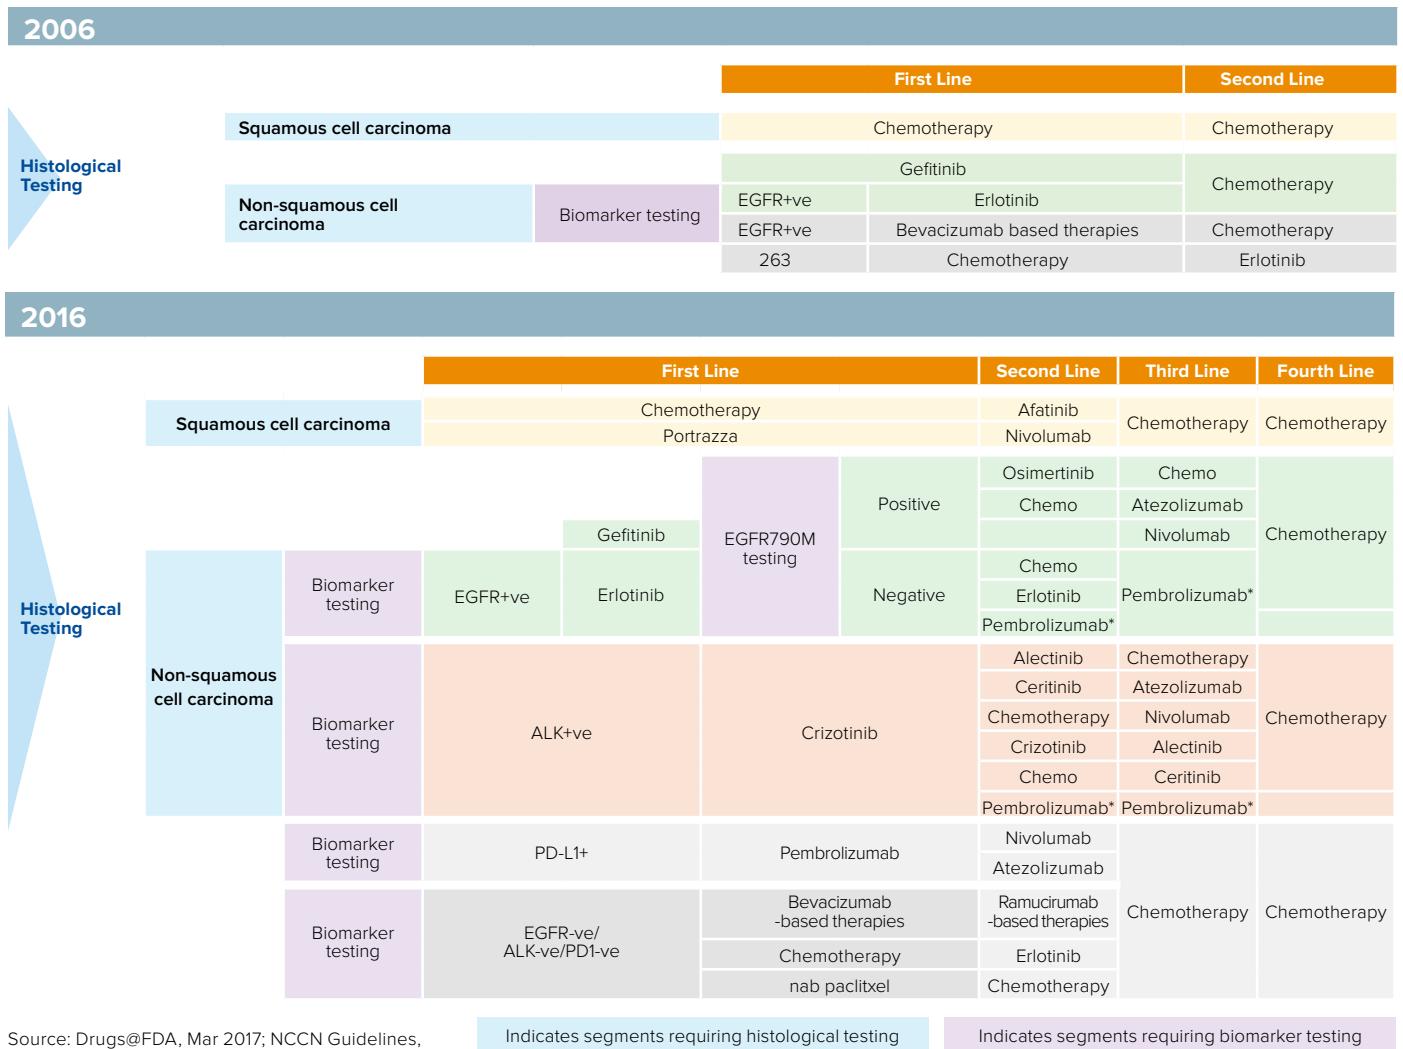 2006
First Line
Second Line
Squamous cell carcinoma
Chemotherapy
Chemotherapy
Histological
Testing
Gefitinib
Chemotherapy
Non-squamous cell
carcinoma
Biomarker testing
EGFR+ve
Erlotinib
EGFR+ve
Bevacizumab based therapies
Chemotherapy
263
Chemotherapy
Erlotinib
2016
First Line
Second Line
Third Line
Fourth Line
Squamous cell carcinoma
Chemotherapy
Portrazza
Afatinib
Nivolumab
Chemotherapy
Chemotherapy
Histological
Testing
Non-squamous
cell carcinoma
Biomarker
testing
EGFR+ve
Gefitinib
Erlotinib
EGFR790M
testing
Positive
Negative
Osimertinib
Chemo
Chemo
Erlotinib
Pembrolizumab*
Chemo
Atezolizumab
Nivolumab
Pembrolizumab*
Chemotherapy
Biomarker
testing
ALK+ve
Crizotinib
Alectinib
Ceritinib
Chemotherapy
Crizotinib
Chemo
Pembrolizumab*
Chemotherapy
Atezolizumab
Nivolumab
Alectinib
Ceritinib
Pembrolizumab*
Chemotherapy
Biomarker
testing
PD-L1+
Pembrolizumab
Nivolumab
Atezolizumab
Biomarker
testing
EGFR-ve/
ALK-ve/PD1-ve
Bevacizumab
-based therapies
Chemotherapy
nab paclitxel
Ramucirumab
-based therapies
Erlotinib
Chemotherapy
Chemotherapy
Chemotherapy
Source: Drugs@FDA, Mar 2017; NCCN Guidelines,
Indicates segments requiring histological testing
Indicates segments requiring biomarker testing